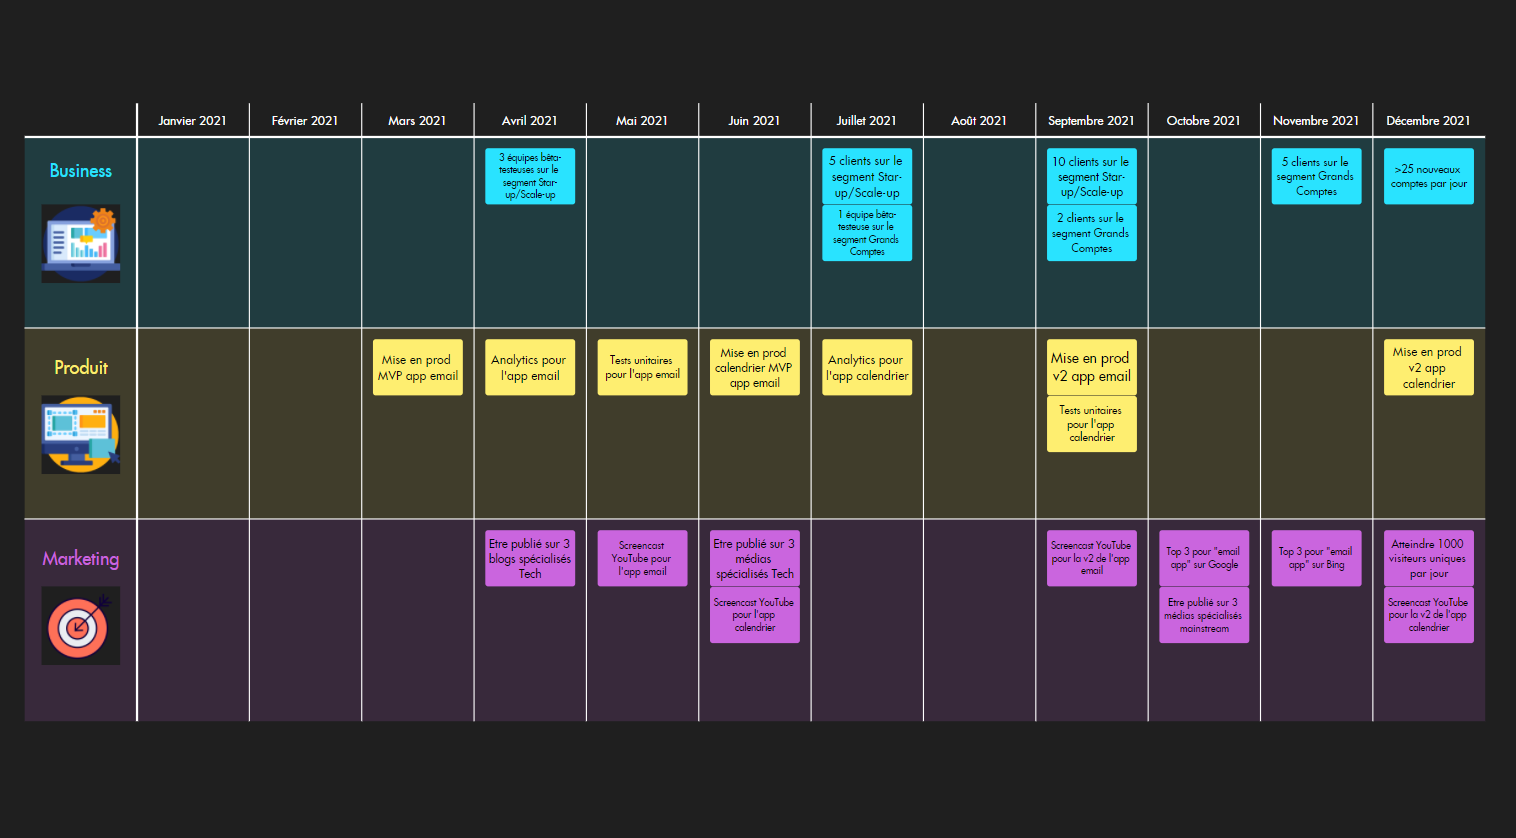 Janvier 2021
Février 2021
Mars 2021
Avril 2021
Mai 2021
Juin 2021
Juillet 2021
Août 2021
Septembre 2021
Octobre 2021
Novembre 2021
Décembre 2021
Business
3 équipes bêta-
testeuses sur le
segment Star-
up/Scale-up
5 clients sur le
segment Star-
up/Scale-up
1 équipe bêta-
testeuse sur le
segment Grands
Comptes
10 clients sur le
segment Star-
up/Scale-up
2 clients sur le
segment Grands
Comptes
5 clients sur le
segment Grands
Comptes
>25 nouveaux
comptes par jour
Produit
Mise en prod
MVP app email
Analytics pour
l'app email
Tests unitaires
pour l'app email
Mise en prod
calendrier MVP
app email
Analytics pour
l'app calendrier
Mise en prod
v2 app email
Tests unitaires
pour l'app
calendrier
Mise en prod
v2 app
calendrier
Marketing
Etre publié sur 3
blogs spécialisés
Tech
Screencast
YouTube pour
l'app email
Etre publié sur 3
médias
spécialisés Tech
Screencast YouTube
pour l'app
calendrier
Screencast YouTube
pour la v2 de l'app
email
Top 3 pour "email
app" sur Google
Etre publié sur 3
médias spécialisés
mainstream
Top 3 pour "email
app" sur Bing
Atteindre 1000
visiteurs uniques
par jour
Screencast YouTube
pour la v2 de l'app
calendrier